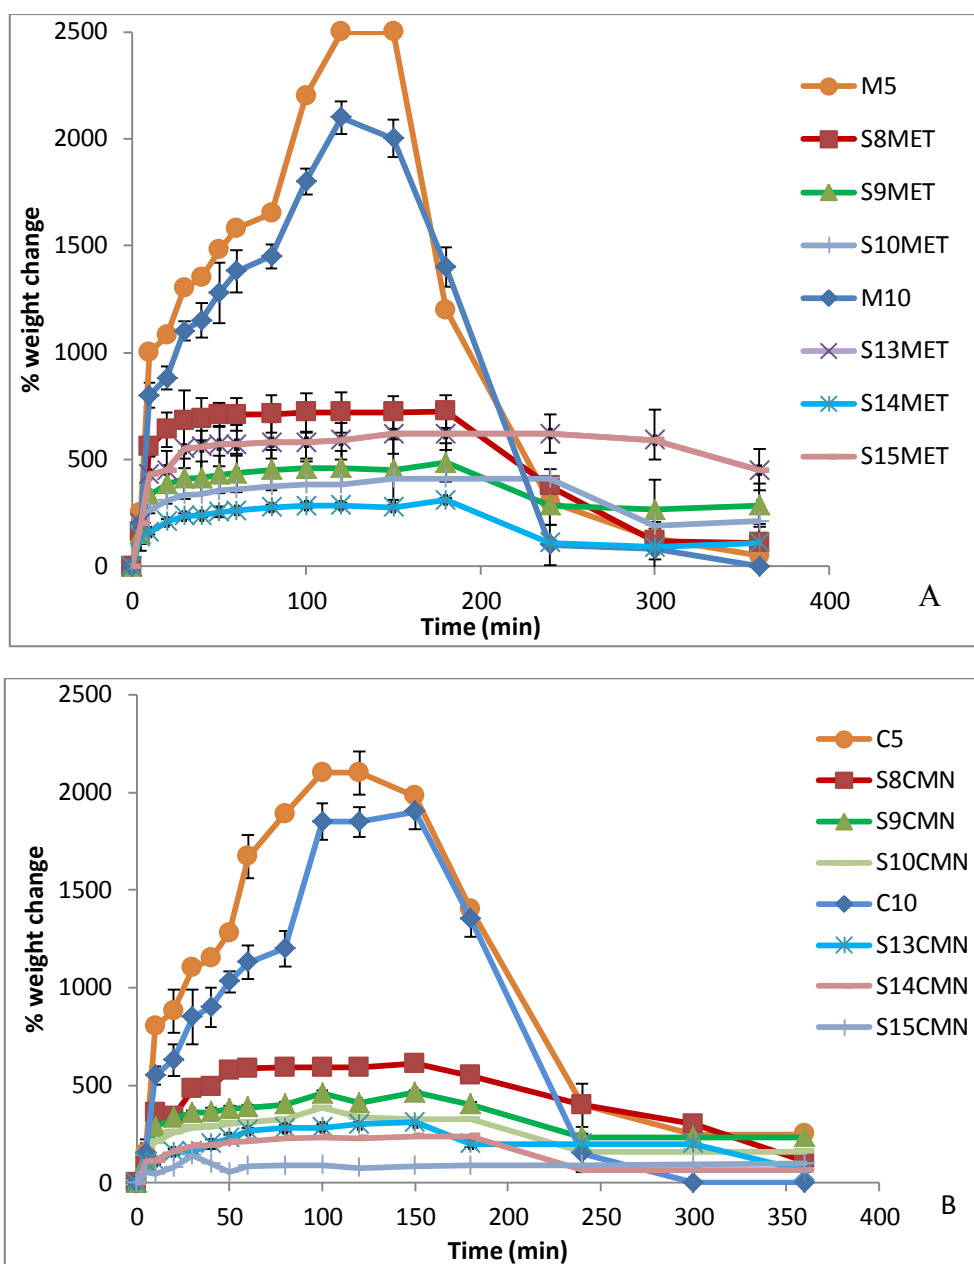 2500
2000
1500
1000
500
0
% weight change
0 100 200 300 400
Time (min)
M5
S8MET
S9MET
S10MET
M10
S13MET
S14MET
S15MET
A
2500
2000
1500
1000
500
0
% weight change
0 50 100 150 200 250 300 350 400
Time (min)
C5
S8CMN
S9CMN
S10CMN
C10
S13CMN
S14CMN
S15CMN
B